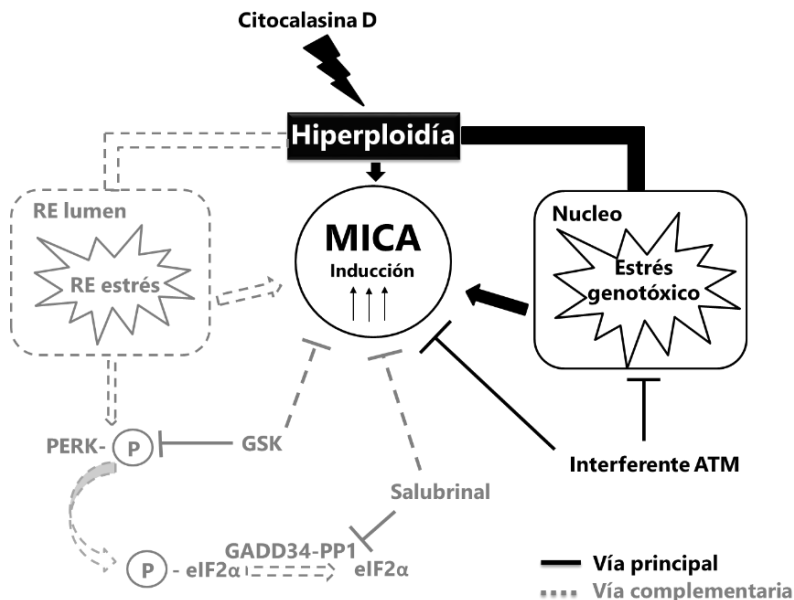 Citocalasina D
Hiperploidía
RE lumen
RE estrés
MICA
Inducción
Nucleo
Estrés
genotóxico
PERK- P
GSK
Interferente ATM
Salubrinal
GADD34-PP1
P - eIF2α
eIF2α
Vía principal
Vía complementaria